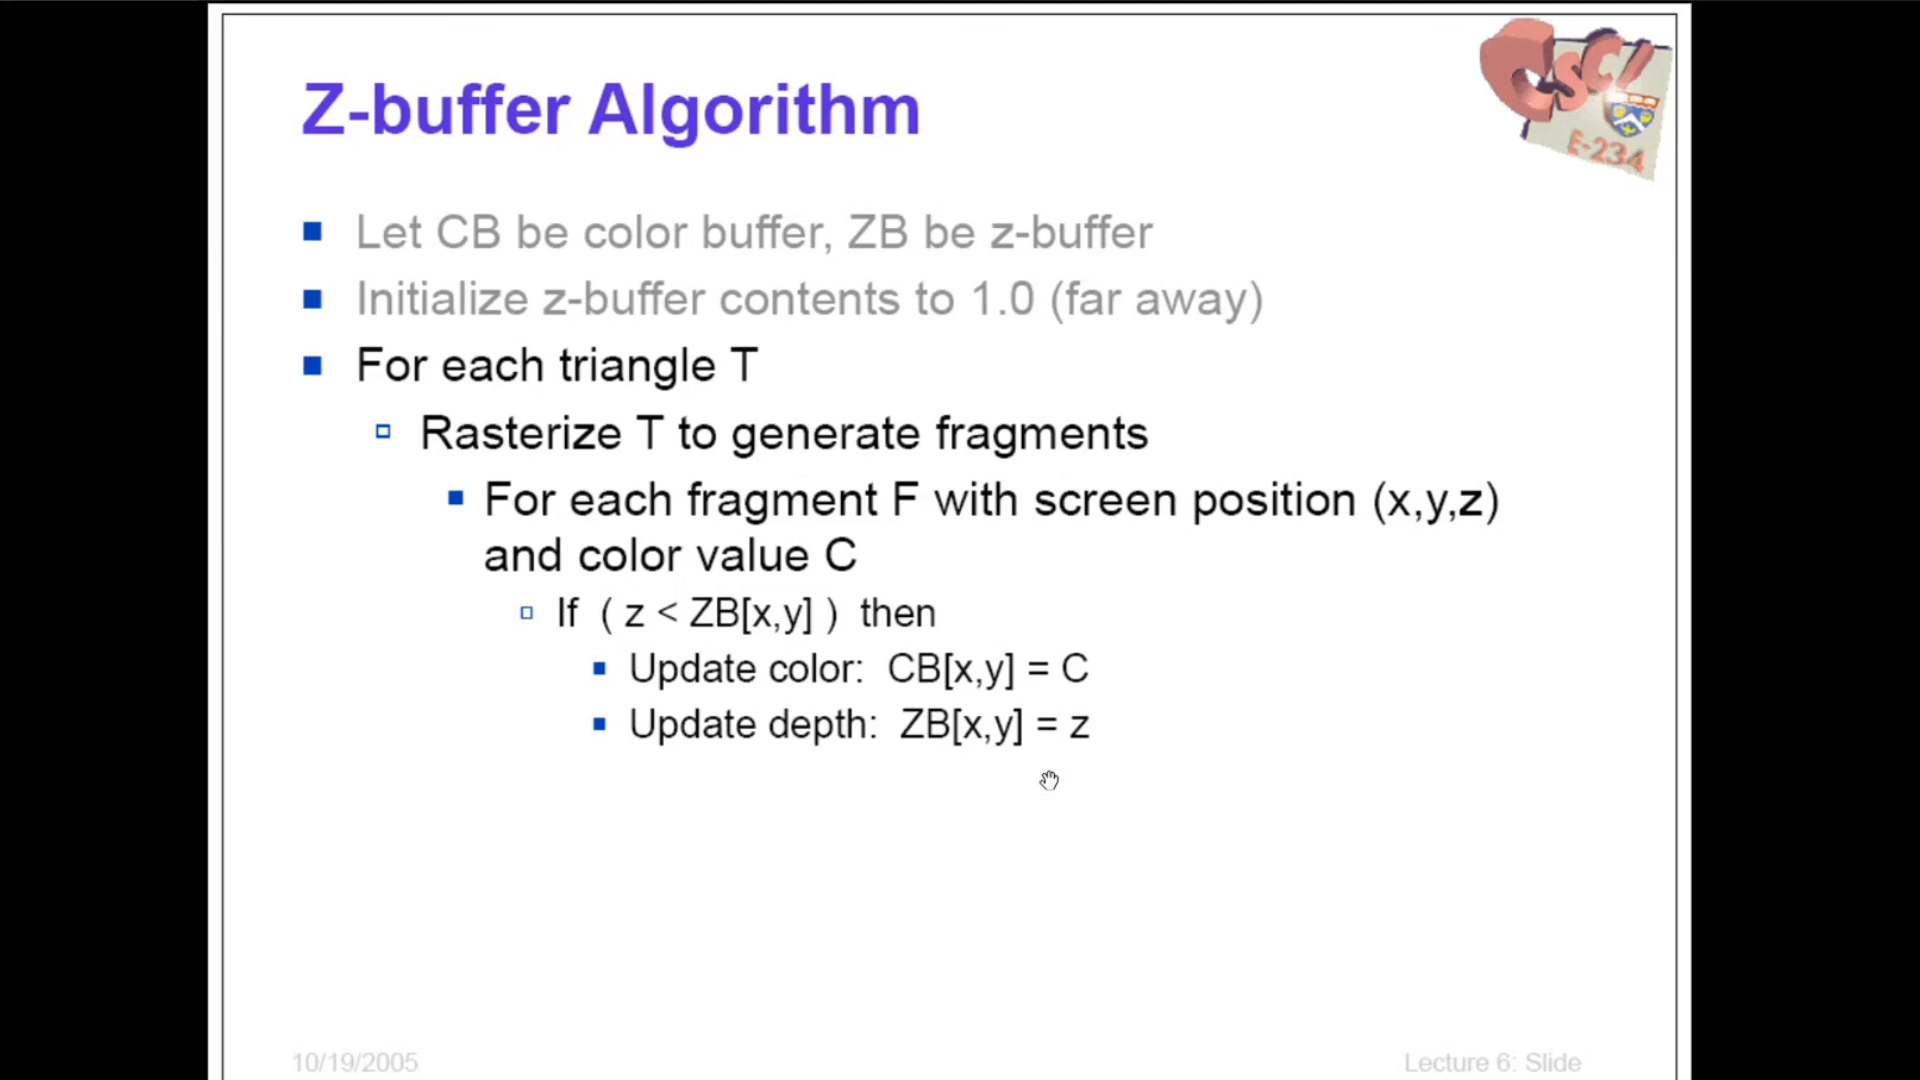 CSCI
E-234
Z-buffer Algorithm
Let CB be color buffer, ZB be z-buffer
Initialize z-buffer contents to 1.0 (far away)
For each triangle T
Rasterize T to generate fragments
For each fragment F with screen position (x,y,z)
and color value C
If ( z < ZB[x,y] ) then
Update color: CB[x,y] = C
Update depth: ZB[x,y] = z
10/19/2005
Lecture 6: Slide